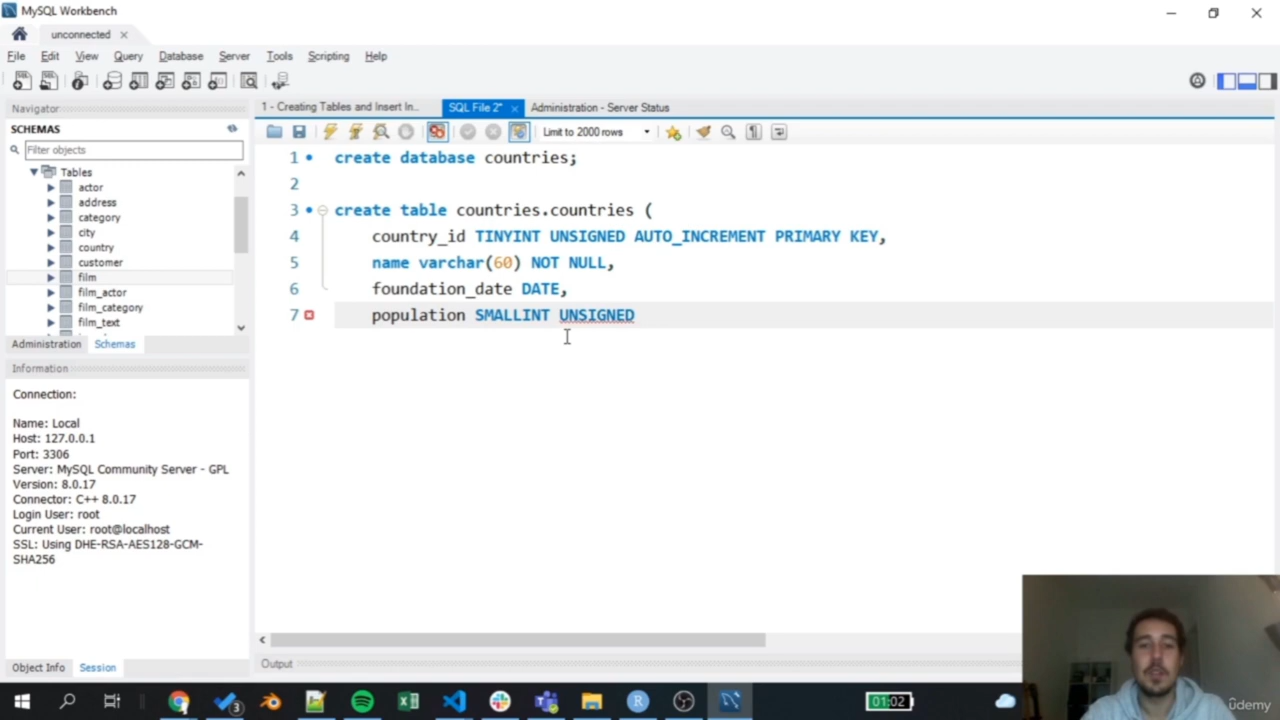 MySQL Workbench
unconnected
File Edit View Query Database Server Tools Scripting Help
Navigator
SCHEMAS
Filter objects
Tables
actor
address
category
city
country
customer
film
film_actor
film_category
film_text
Administration Schemas
Information
Connection:
Name: Local
Host: 127.0.0.1
Port: 3306
Server: MySQL Community Server - GPL
Version: 8.0.17
Connector: C++ 8.0.17
Login User: root
Current User: root@localhost
SSL: Using DHE-RSA-AES128-GCM-
SHA256
Object Info Session
1 - Creating Tables and Insert In... SQL File 2* Administration - Server Status
Limit to 2000 rows
1 create database countries;
2
3 create table countries.countries (
4 country_id TINYINT UNSIGNED AUTO_INCREMENT PRIMARY KEY,
5 name varchar(60) NOT NULL,
6 foundation_date DATE,
7 population SMALLINT UNSIGNED
Output
3
R
01:02
ûdemy